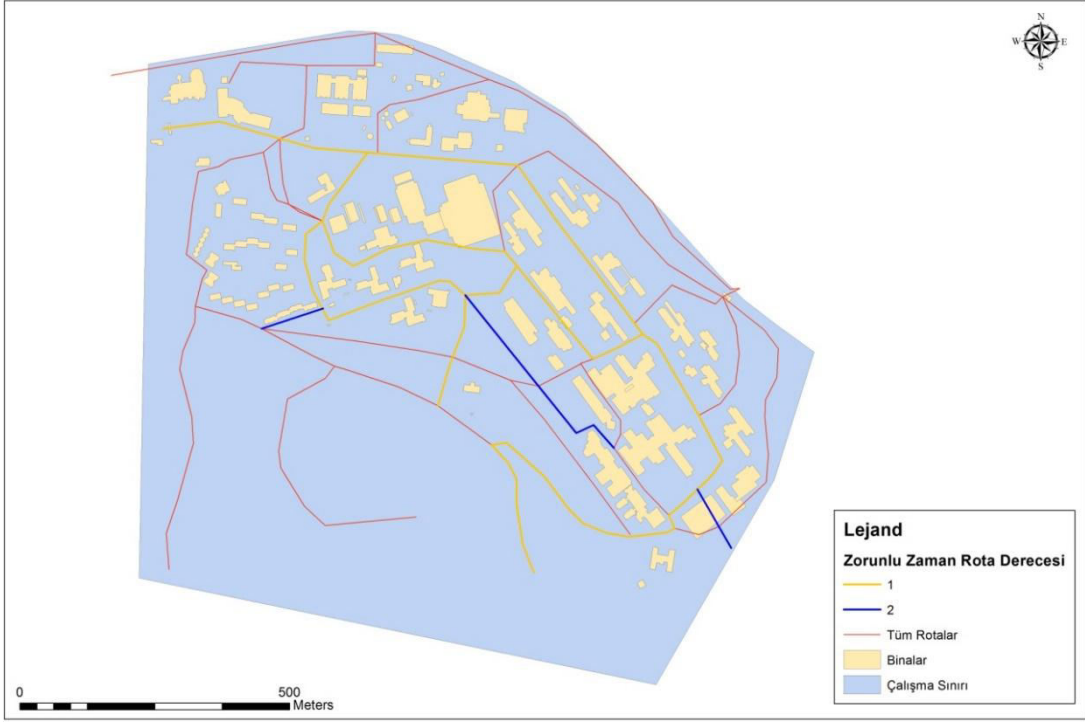 N
W E
S
Lejand
Zorunlu Zaman Rota Derecesi
1
2
Tüm Rotalar
Binalar
Çalışma Sınırı
0 500
Meters